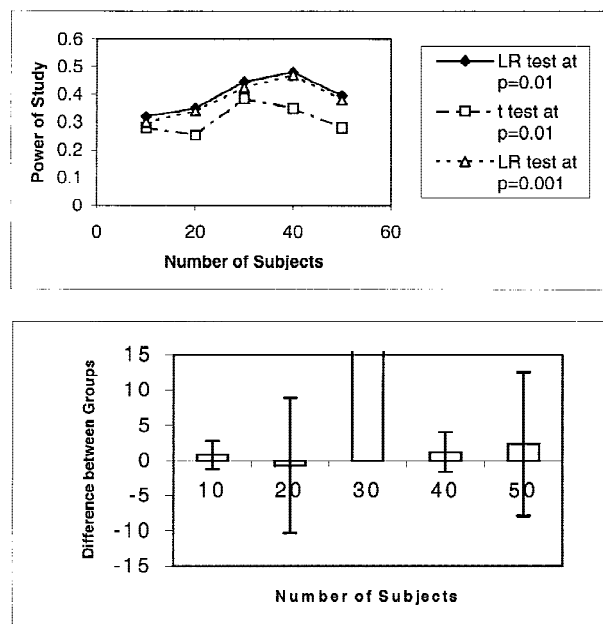 0.6
0.5
0.4
0.3
0.2
0.1
0
Power of Study
0 20 40 60
Number of Subjects
LR test at
p=0.01
t test at
p=0.01
LR test at
p=0.001
15
10
5
0
-5
-10
-15
Difference between Groups
10 20 30 40 50
Number of Subjects